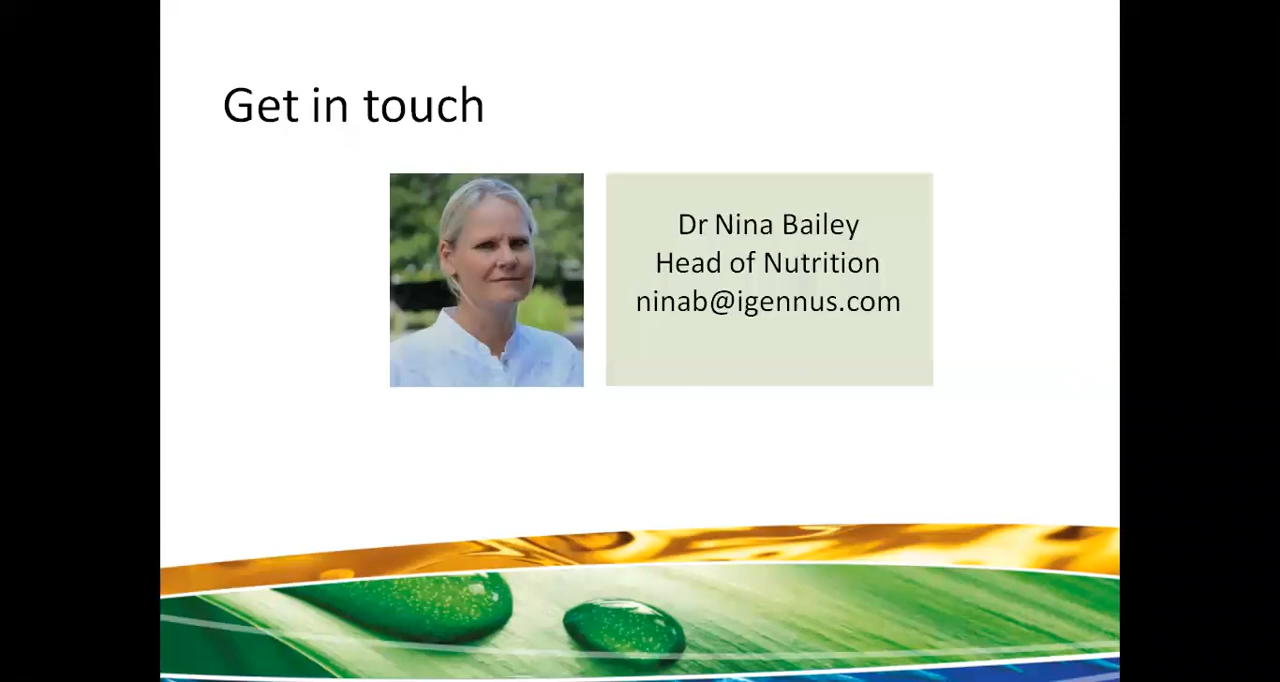 Get in touch
Dr Nina Bailey
Head of Nutrition
ninab@igennus.com